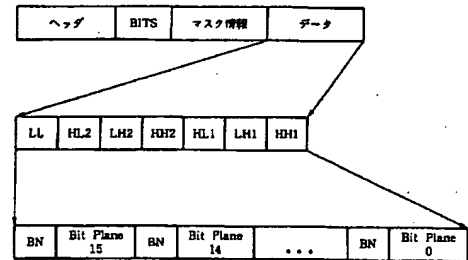 ヘッダ BITS マスク情報 データ
LL HL2 LH2 HH2 HL1 LH1 HH1
BN Bit Plane 15 BN Bit Plane 14 ... BN Bit Plane 0